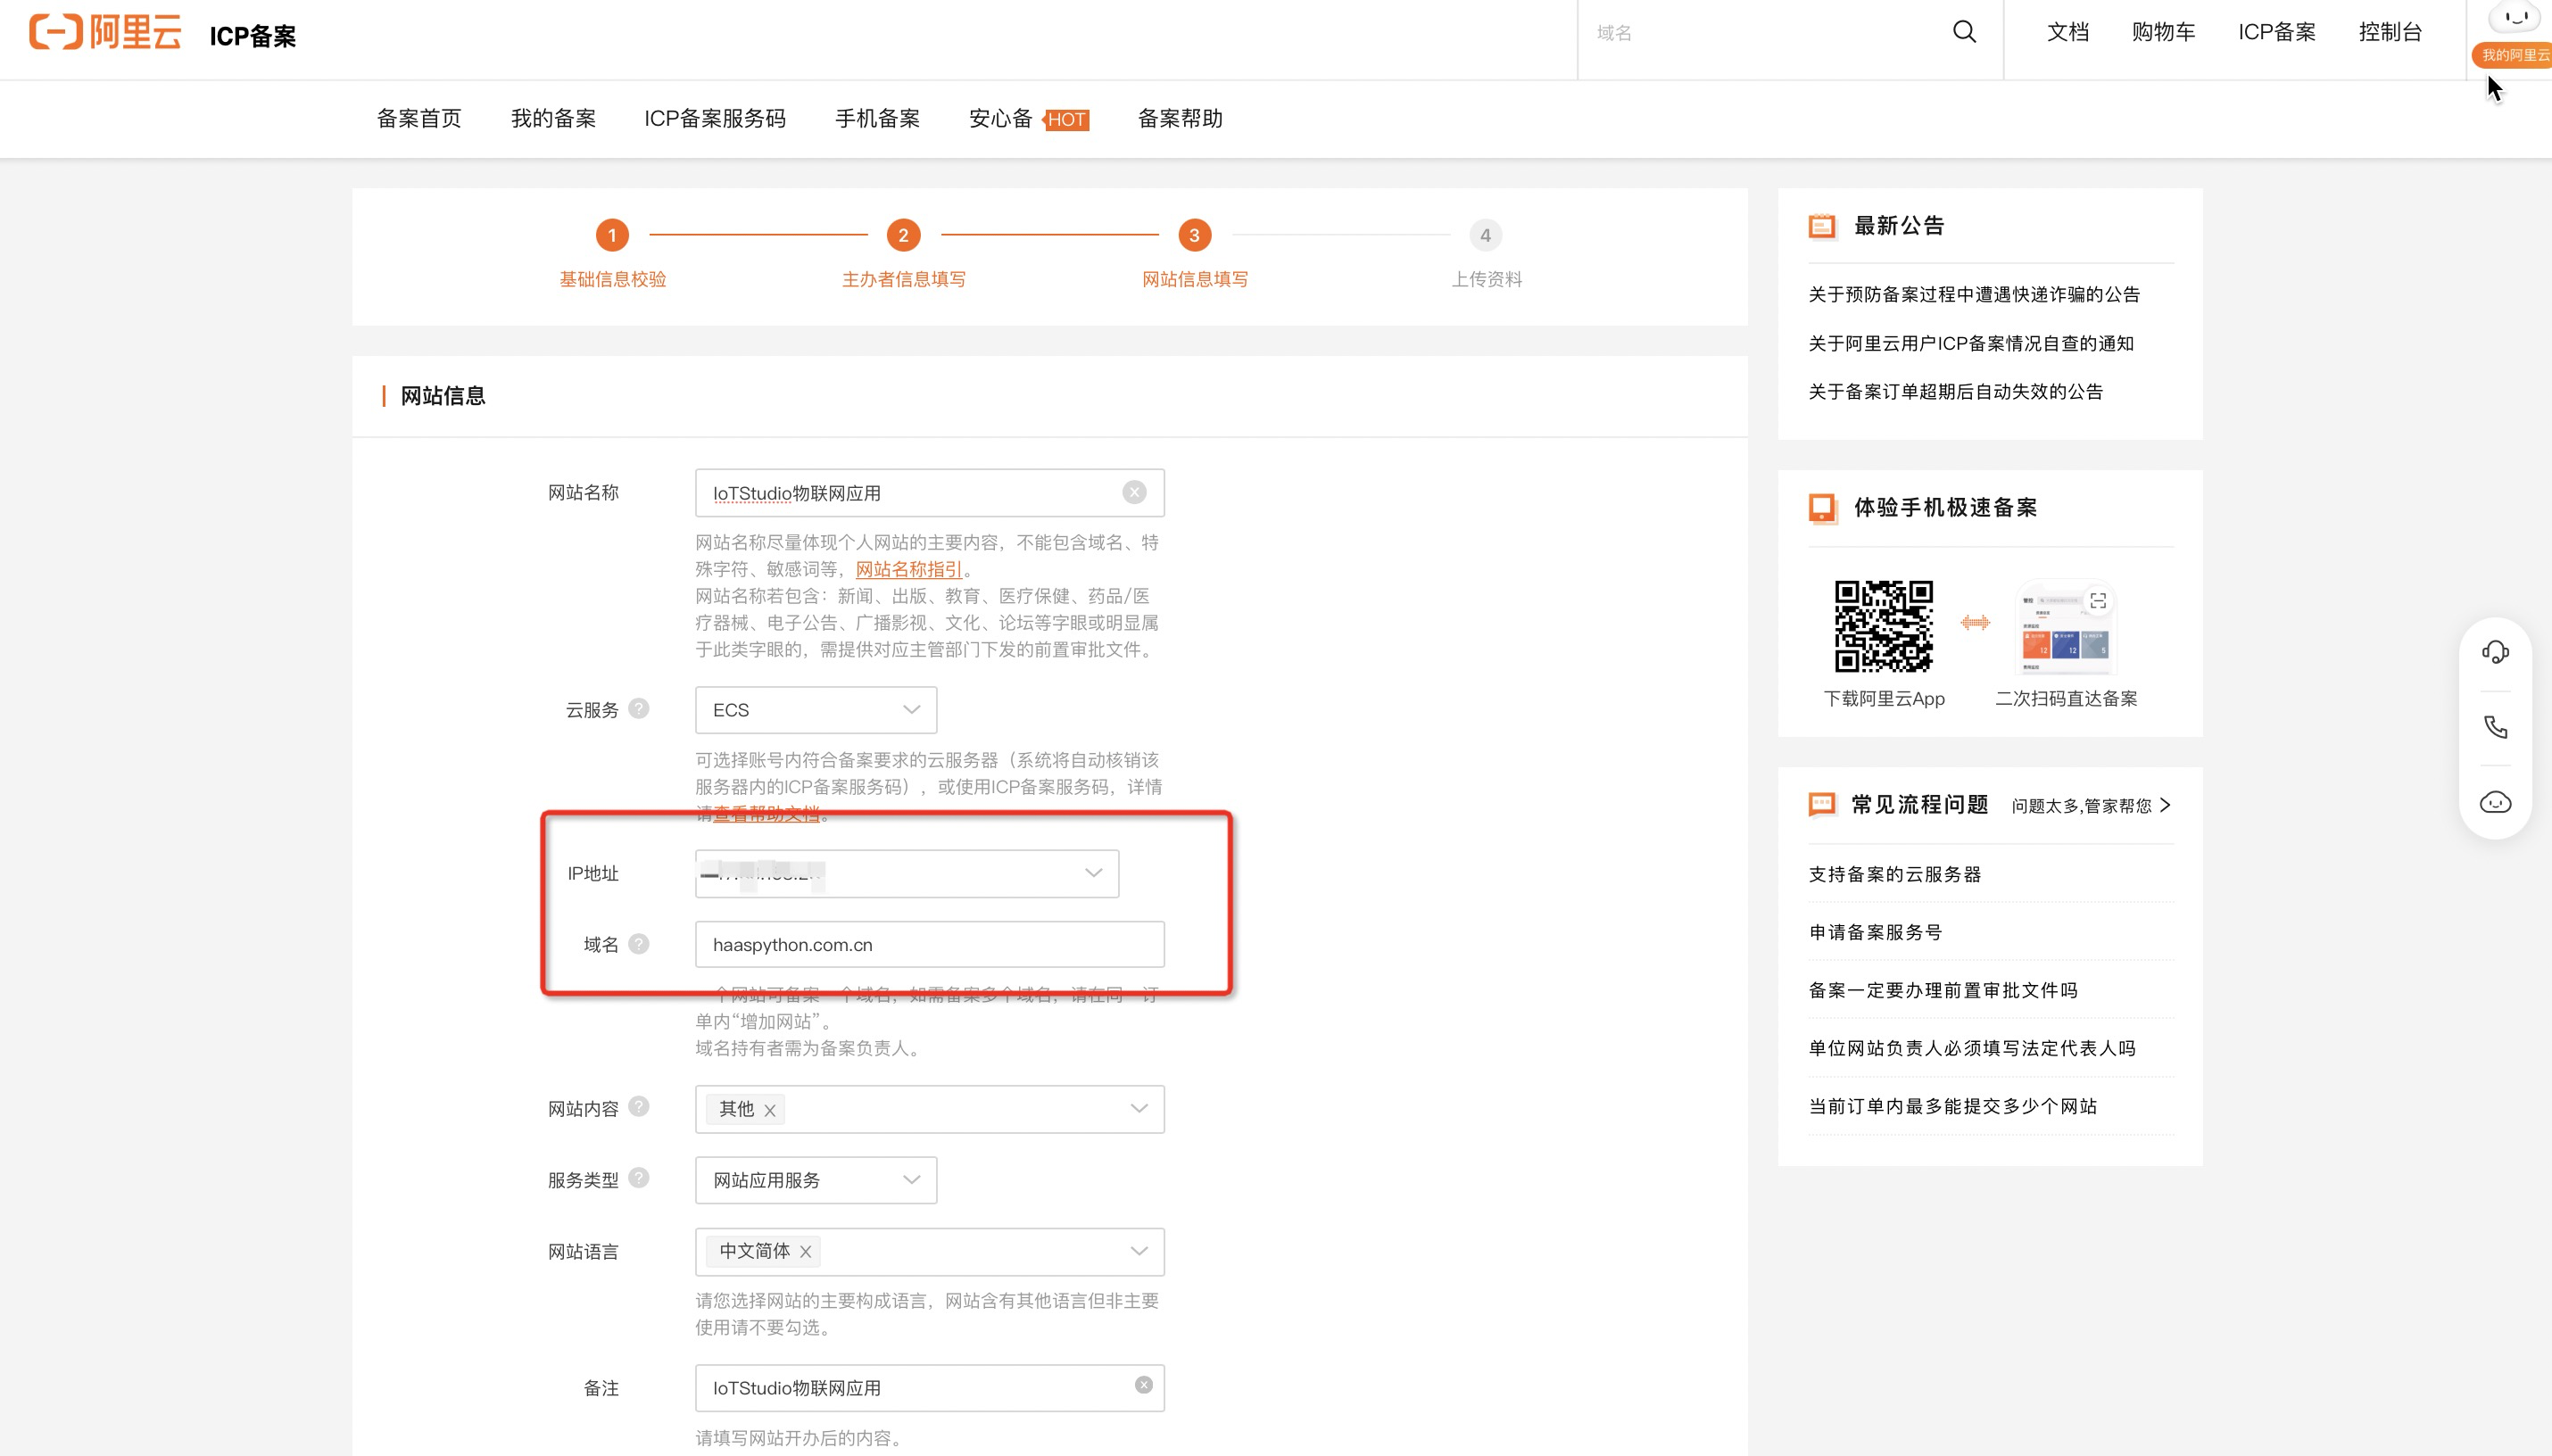 阿里云 ICP备案
域名
文档 购物车 ICP备案 控制台
我的阿里云
备案首页 我的备案 ICP备案服务码 手机备案 安心备 HOT 备案帮助
1 2 3 4
基础信息校验 主办者信息填写 网站信息填写 上传资料
网站信息
网站名称
IoTStudio物联网应用
网站名称尽量体现个人网站的主要内容，不能包含域名、特
殊字符、敏感词等，网站名称指引。
网站名称若包含：新闻、出版、教育、医疗保健、药品/医
疗器械、电子公告、广播影视、文化、论坛等字眼或明显属
于此类字眼的，需提供对应主管部门下发的前置审批文件。
云服务 ?
ECS
可选择账号内符合备案要求的云服务器（系统将自动核销该
服务器内的ICP备案服务码），或使用ICP备案服务码，详情
请查看帮助文档。
IP地址
域名 ?
haaspython.com.cn
一个网站可备案一个域名，如需备案多个域名，请在同一订
单内“增加网站”。
域名持有者需为备案负责人。
网站内容 ?
其他
服务类型 ?
网站应用服务
网站语言
中文简体
请您选择网站的主要构成语言，网站含有其他语言但非主要
使用请不要勾选。
备注
IoTStudio物联网应用
请填写网站开办后的内容。
最新公告
关于预防备案过程中遭遇快递诈骗的公告
关于阿里云用户ICP备案情况自查的通知
关于备案订单超期后自动失效的公告
体验手机极速备案
12 12 5
下载阿里云App 二次扫码直达备案
常见流程问题 问题太多,管家帮您
支持备案的云服务器
申请备案服务号
备案一定要办理前置审批文件吗
单位网站负责人必须填写法定代表人吗
当前订单内最多能提交多少个网站